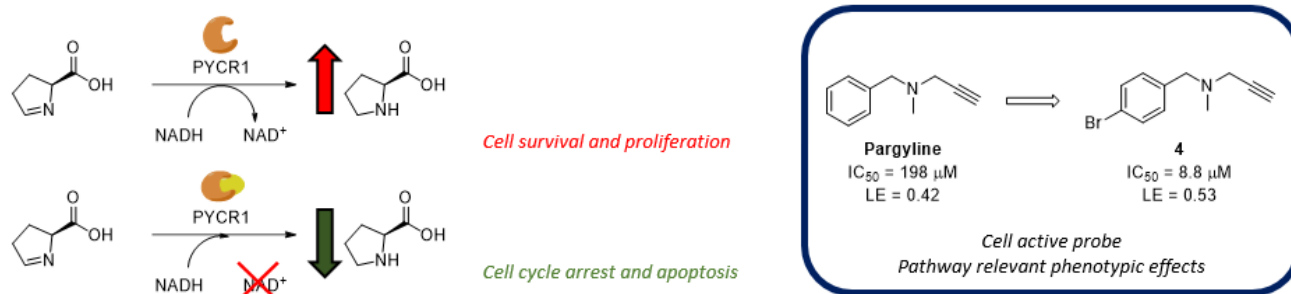 O
OH
N
PYCR1
NADH
NAD⁺
O
OH
NH
Cell survival and proliferation
O
OH
N
PYCR1
NADH
NAD⁺
O
OH
NH
Cell cycle arrest and apoptosis
N
Pargyline
IC₅₀ = 198 µM
LE = 0.42
Br
N
4
IC₅₀ = 8.8 µM
LE = 0.53
Cell active probe
Pathway relevant phenotypic effects